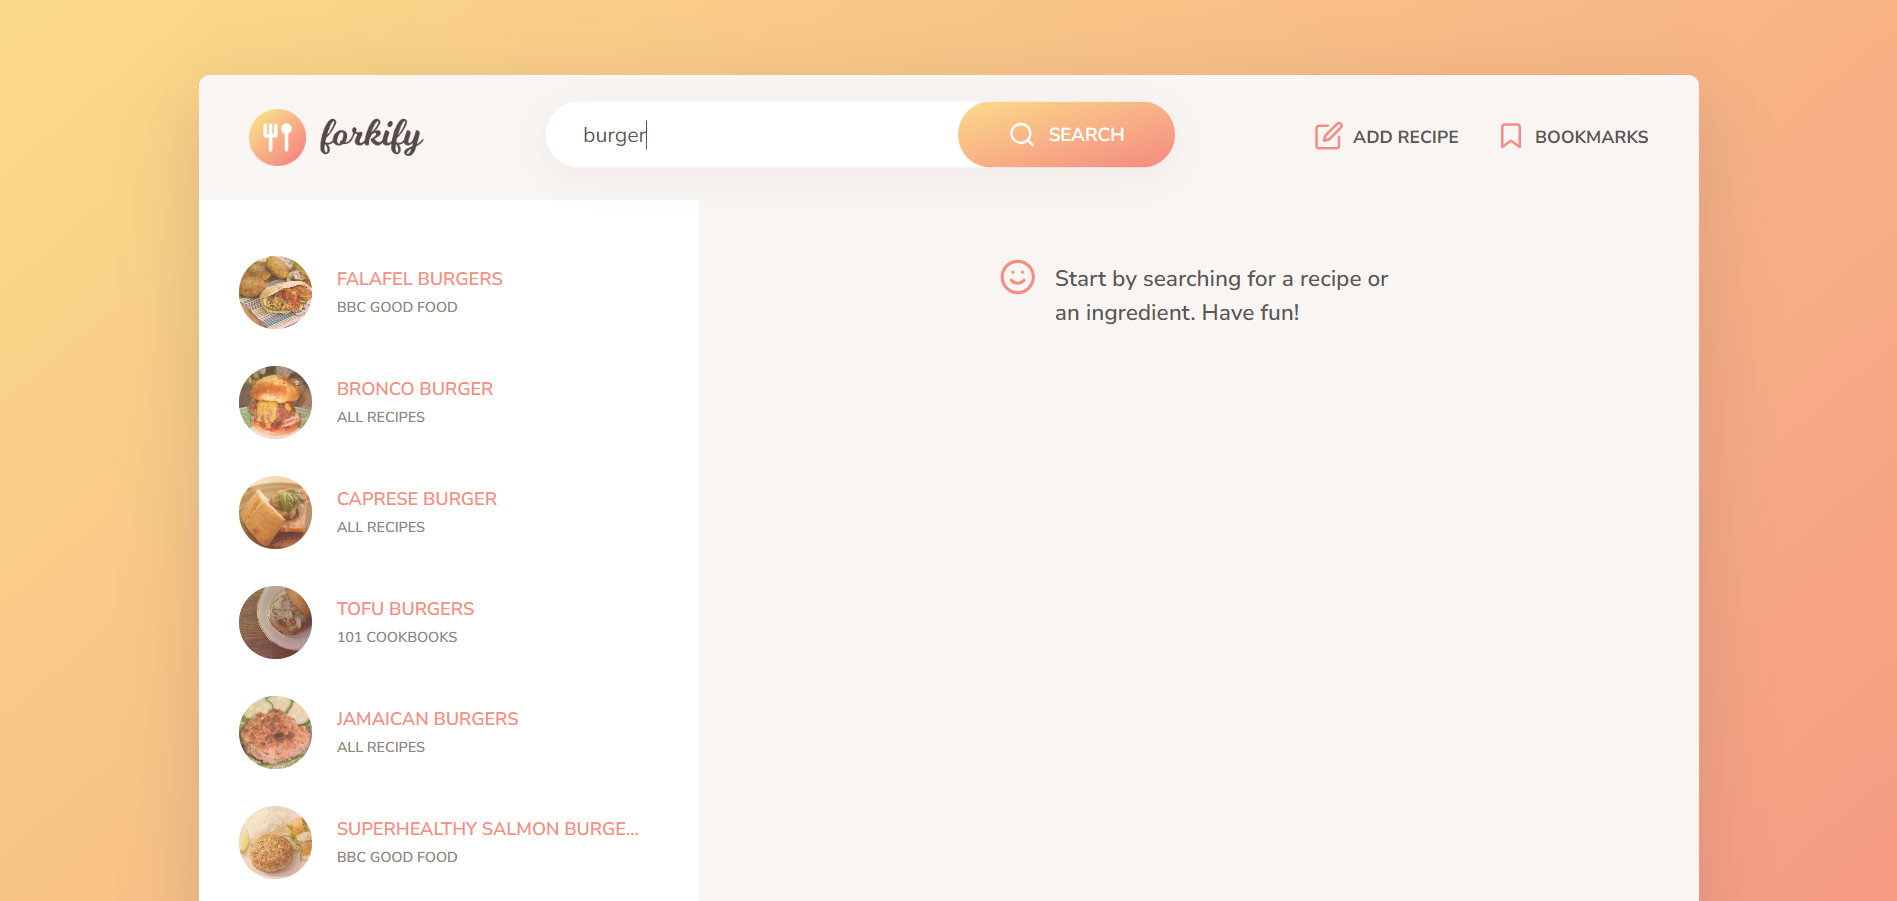 forkify
burger
SEARCH
ADD RECIPE
BOOKMARKS
FALAFEL BURGERS
BBC GOOD FOOD
BRONCO BURGER
ALL RECIPES
CAPRESE BURGER
ALL RECIPES
TOFU BURGERS
101 COOKBOOKS
JAMAICAN BURGERS
ALL RECIPES
SUPERHEALTHY SALMON BURGE...
BBC GOOD FOOD
Start by searching for a recipe or
an ingredient. Have fun!